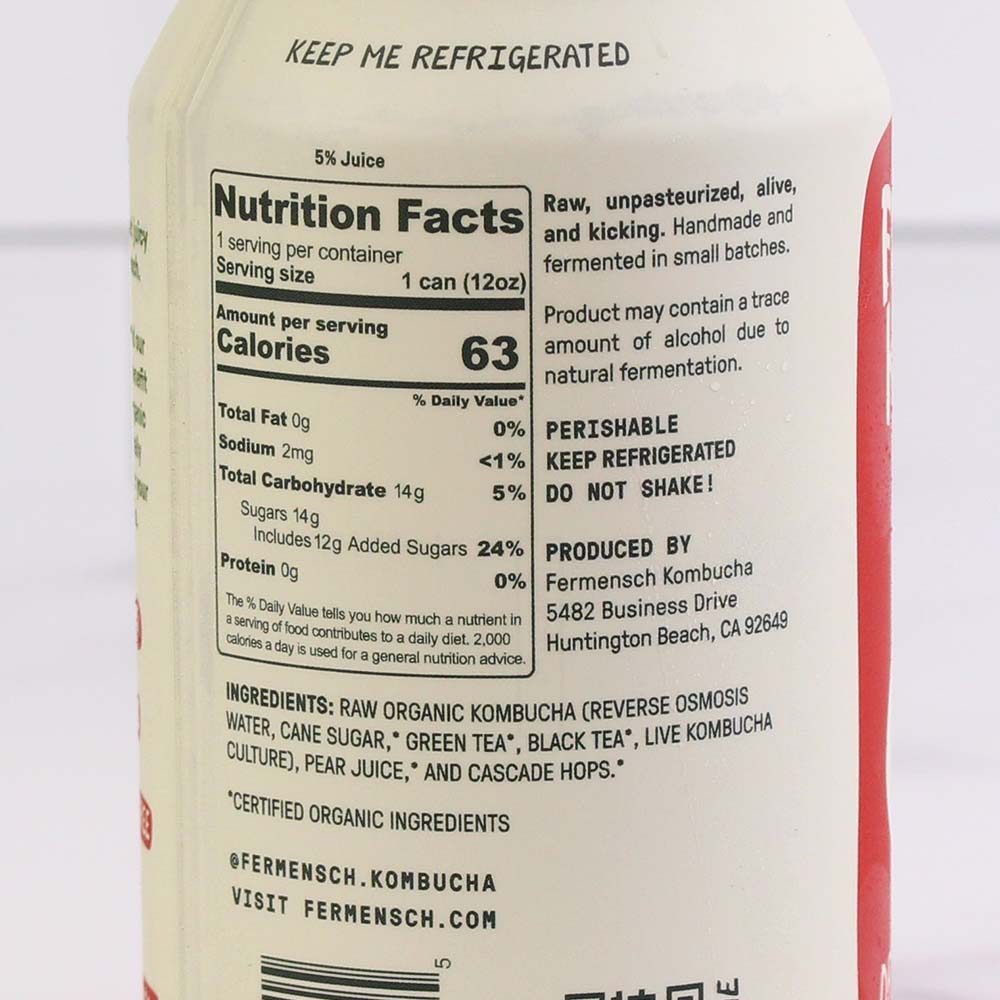 KEEP ME REFRIGERATED
5% Juice
Nutrition Facts
1 serving per container
Serving size 1 can (12oz)
Amount per serving
Calories 63
% Daily Value*
Total Fat 0g 0%
Sodium 2mg <1%
Total Carbohydrate 14g 5%
Sugars 14g
Includes 12g Added Sugars 24%
Protein 0g 0%
The % Daily Value tells you how much a nutrient in
a serving of food contributes to a daily diet. 2,000
calories a day is used for a general nutrition advice.
Raw, unpasteurized, alive,
and kicking. Handmade and
fermented in small batches.
Product may contain a trace
amount of alcohol due to
natural fermentation.
PERISHABLE
KEEP REFRIGERATED
DO NOT SHAKE!
PRODUCED BY
Fermensch Kombucha
5482 Business Drive
Huntington Beach, CA 92649
INGREDIENTS: RAW ORGANIC KOMBUCHA (REVERSE OSMOSIS
WATER, CANE SUGAR,* GREEN TEA*, BLACK TEA*, LIVE KOMBUCHA
CULTURE), PEAR JUICE,* AND CASCADE HOPS.*
*CERTIFIED ORGANIC INGREDIENTS
@FERMENSCH.KOMBUCHA
VISIT FERMENSCH.COM
5